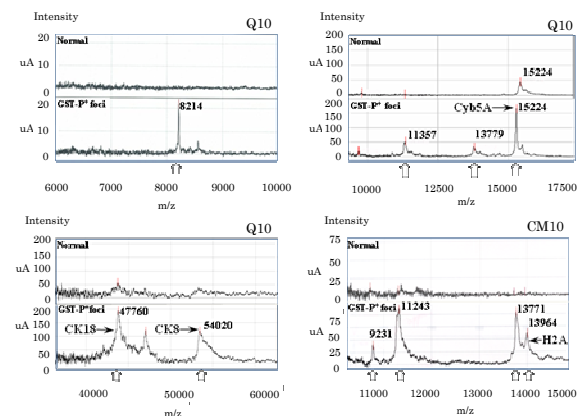 Intensity
Q10
uA
20
10
0
Normal
20
10
0
GST-P⁺ foci
8214
6000 7000 8000 9000 10000
m/z
Intensity
Q10
uA
200
150
100
50
0
Normal
15224
200
150
100
50
0
GST-P⁺ foci
Cyb5A
15224
11357
13779
10000 12500 15000 17500
m/z
Intensity
Q10
uA
200
150
100
50
0
Normal
200
150
100
50
0
GST-P⁺ foci
47760
CK18
CK8
54020
40000 50000 60000
m/z
Intensity
CM10
uA
75
50
25
0
Normal
75
50
25
0
GST-P⁺ foci
11243
13771
13964
9231
H2A
11000 12000 13000 14000 15000
m/z